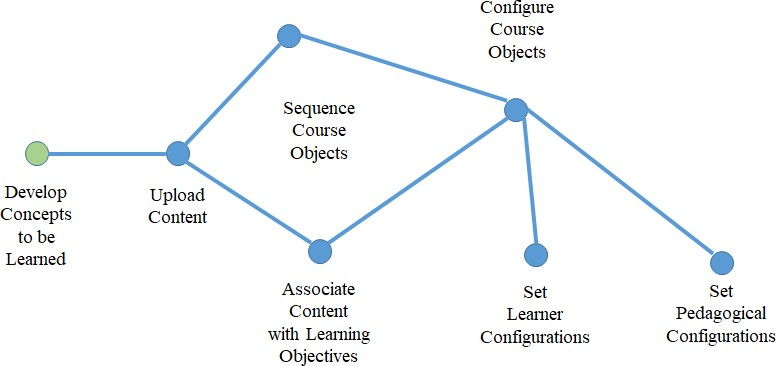 Configure
Course
Objects
Sequence
Course
Objects
Develop
Concepts
to be
Learned
Upload
Content
Associate
Content
with Learning
Objectives
Set
Learner
Configurations
Set
Pedagogical
Configurations